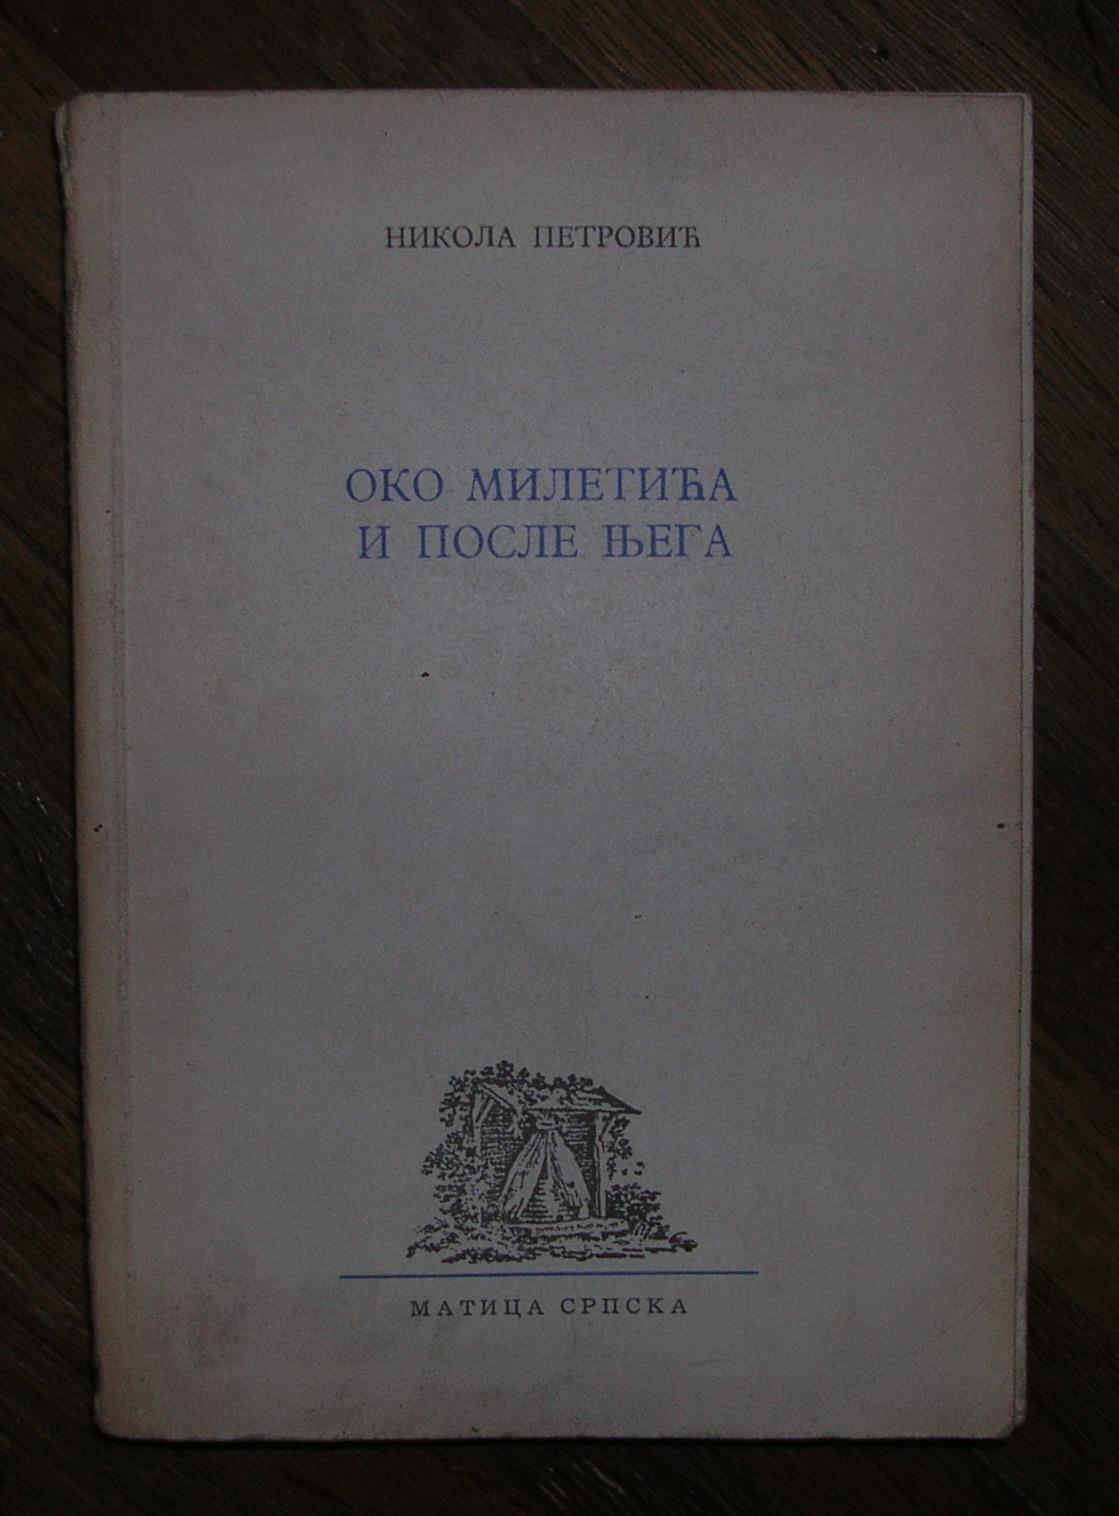 НИКОЛА ПЕТРОВИЋ
ОКО МИЛЕТИЋА
И ПОСЛЕ ЊЕГА
МАТИЦА СРПСКА